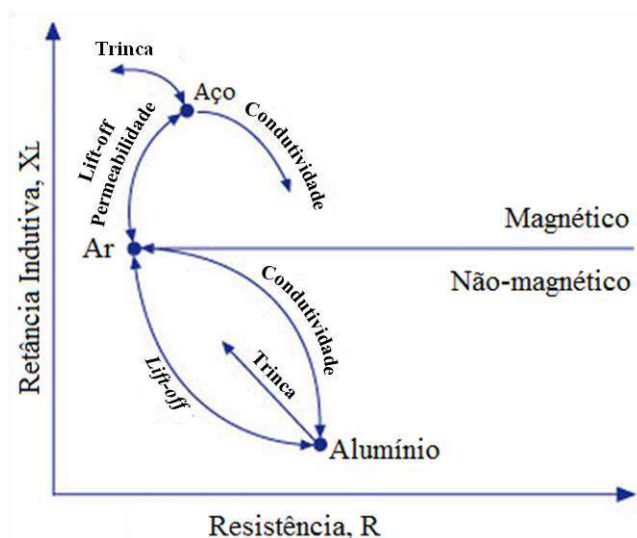 Trinca
Aço
Lift-off
Permeabilidade
Condutividade
Retância Indutiva, XL
Ar
Magnético
Não-magnético
Condutividade
Lift-off
Trinca
Alumínio
Resistência, R